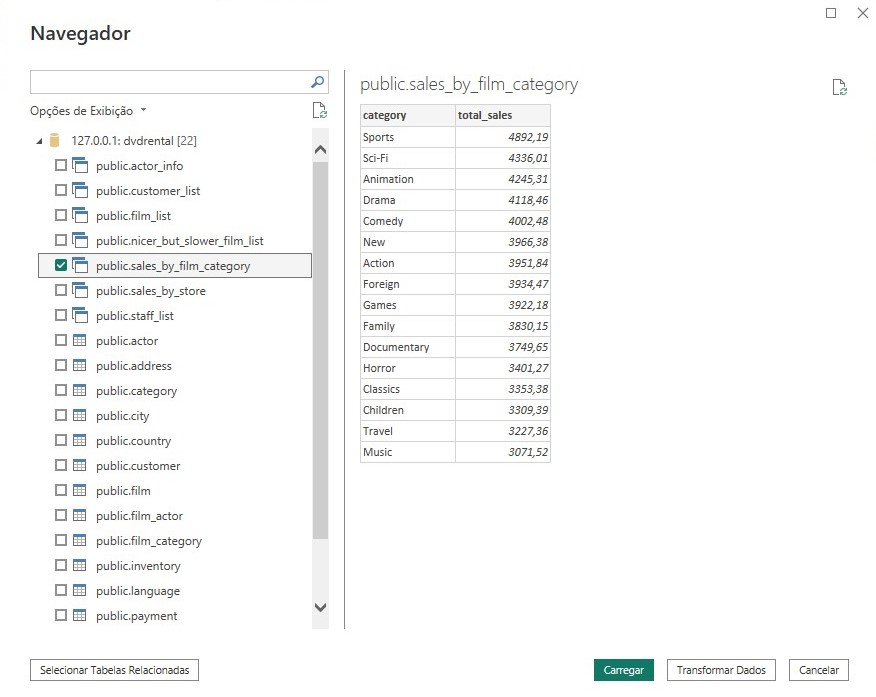 Navegador
Opções de Exibição
127.0.0.1: dvdrental [22]
public.actor_info
public.customer_list
public.film_list
public.nicer_but_slower_film_list
public.sales_by_film_category
public.sales_by_store
public.staff_list
public.actor
public.address
public.category
public.city
public.country
public.customer
public.film
public.film_actor
public.film_category
public.inventory
public.language
public.payment
public.sales_by_film_category
category total_sales
Sports 4892,19
Sci-Fi 4336,01
Animation 4245,31
Drama 4118,46
Comedy 4002,48
New 3966,38
Action 3951,84
Foreign 3934,47
Games 3922,18
Family 3830,15
Documentary 3749,65
Horror 3401,27
Classics 3353,38
Children 3309,39
Travel 3227,36
Music 3071,52
Selecionar Tabelas Relacionadas
Carregar
Transformar Dados
Cancelar